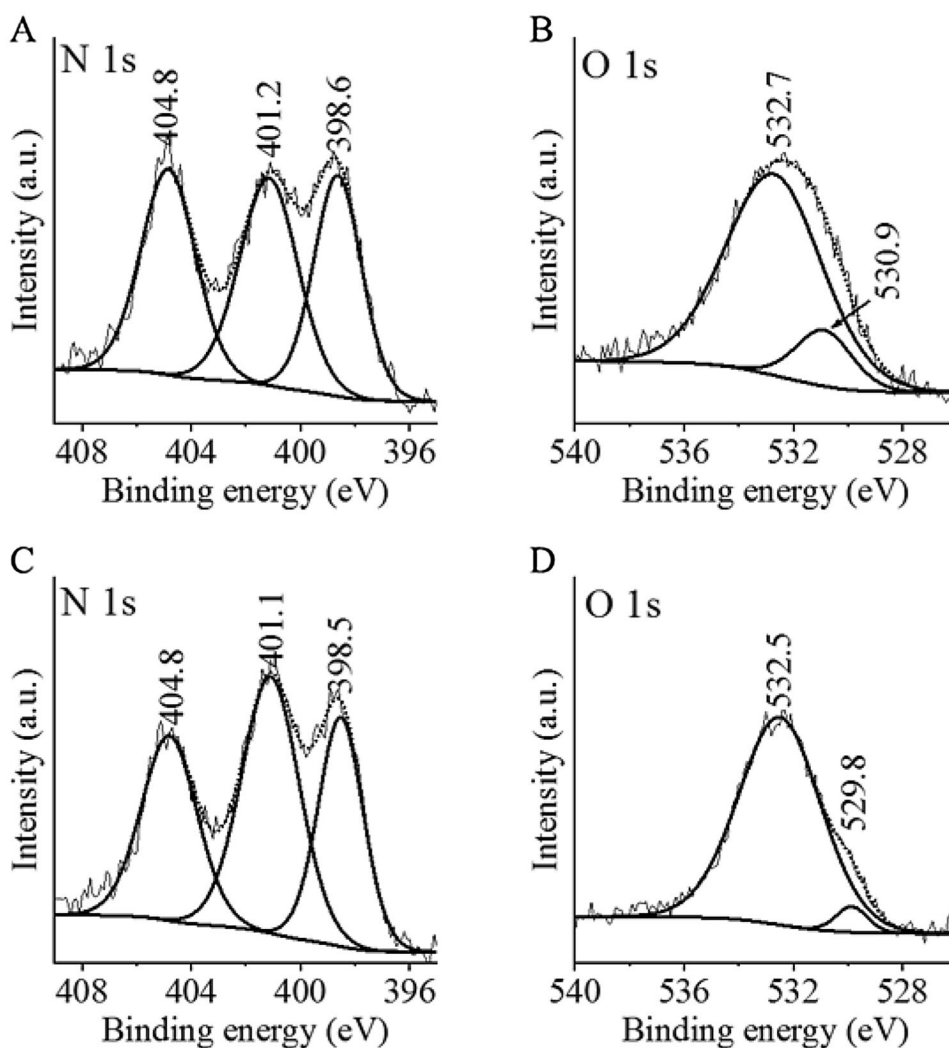 A
N 1s
404.8
401.2
398.6
Intensity (a.u.)
408 404 400 396
Binding energy (eV)
B
O 1s
532.7
530.9
Intensity (a.u.)
540 536 532 528
Binding energy (eV)
C
N 1s
404.8
401.1
398.5
Intensity (a.u.)
408 404 400 396
Binding energy (eV)
D
O 1s
532.5
529.8
Intensity (a.u.)
540 536 532 528
Binding energy (eV)